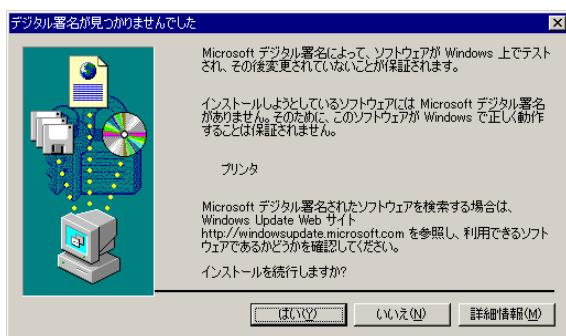 デジタル署名が見つかりませんでした
Microsoft デジタル署名によって、ソフトウェアが Windows 上でテスト
され、その後変更されていないことが保証されます。
インストールしようとしているソフトウェアには Microsoft デジタル署名
がありません。そのために、このソフトウェアが Windows で正しく動作
することは保証されません。
プリンタ
Microsoft デジタル署名されたソフトウェアを検索する場合は、
Windows Update Web サイト
http://windowsupdate.microsoft.com を参照し、利用できるソフト
ウェアであるかどうかを確認してください。
インストールを続行しますか?
はい(Y) いいえ(N) 詳細情報(M)